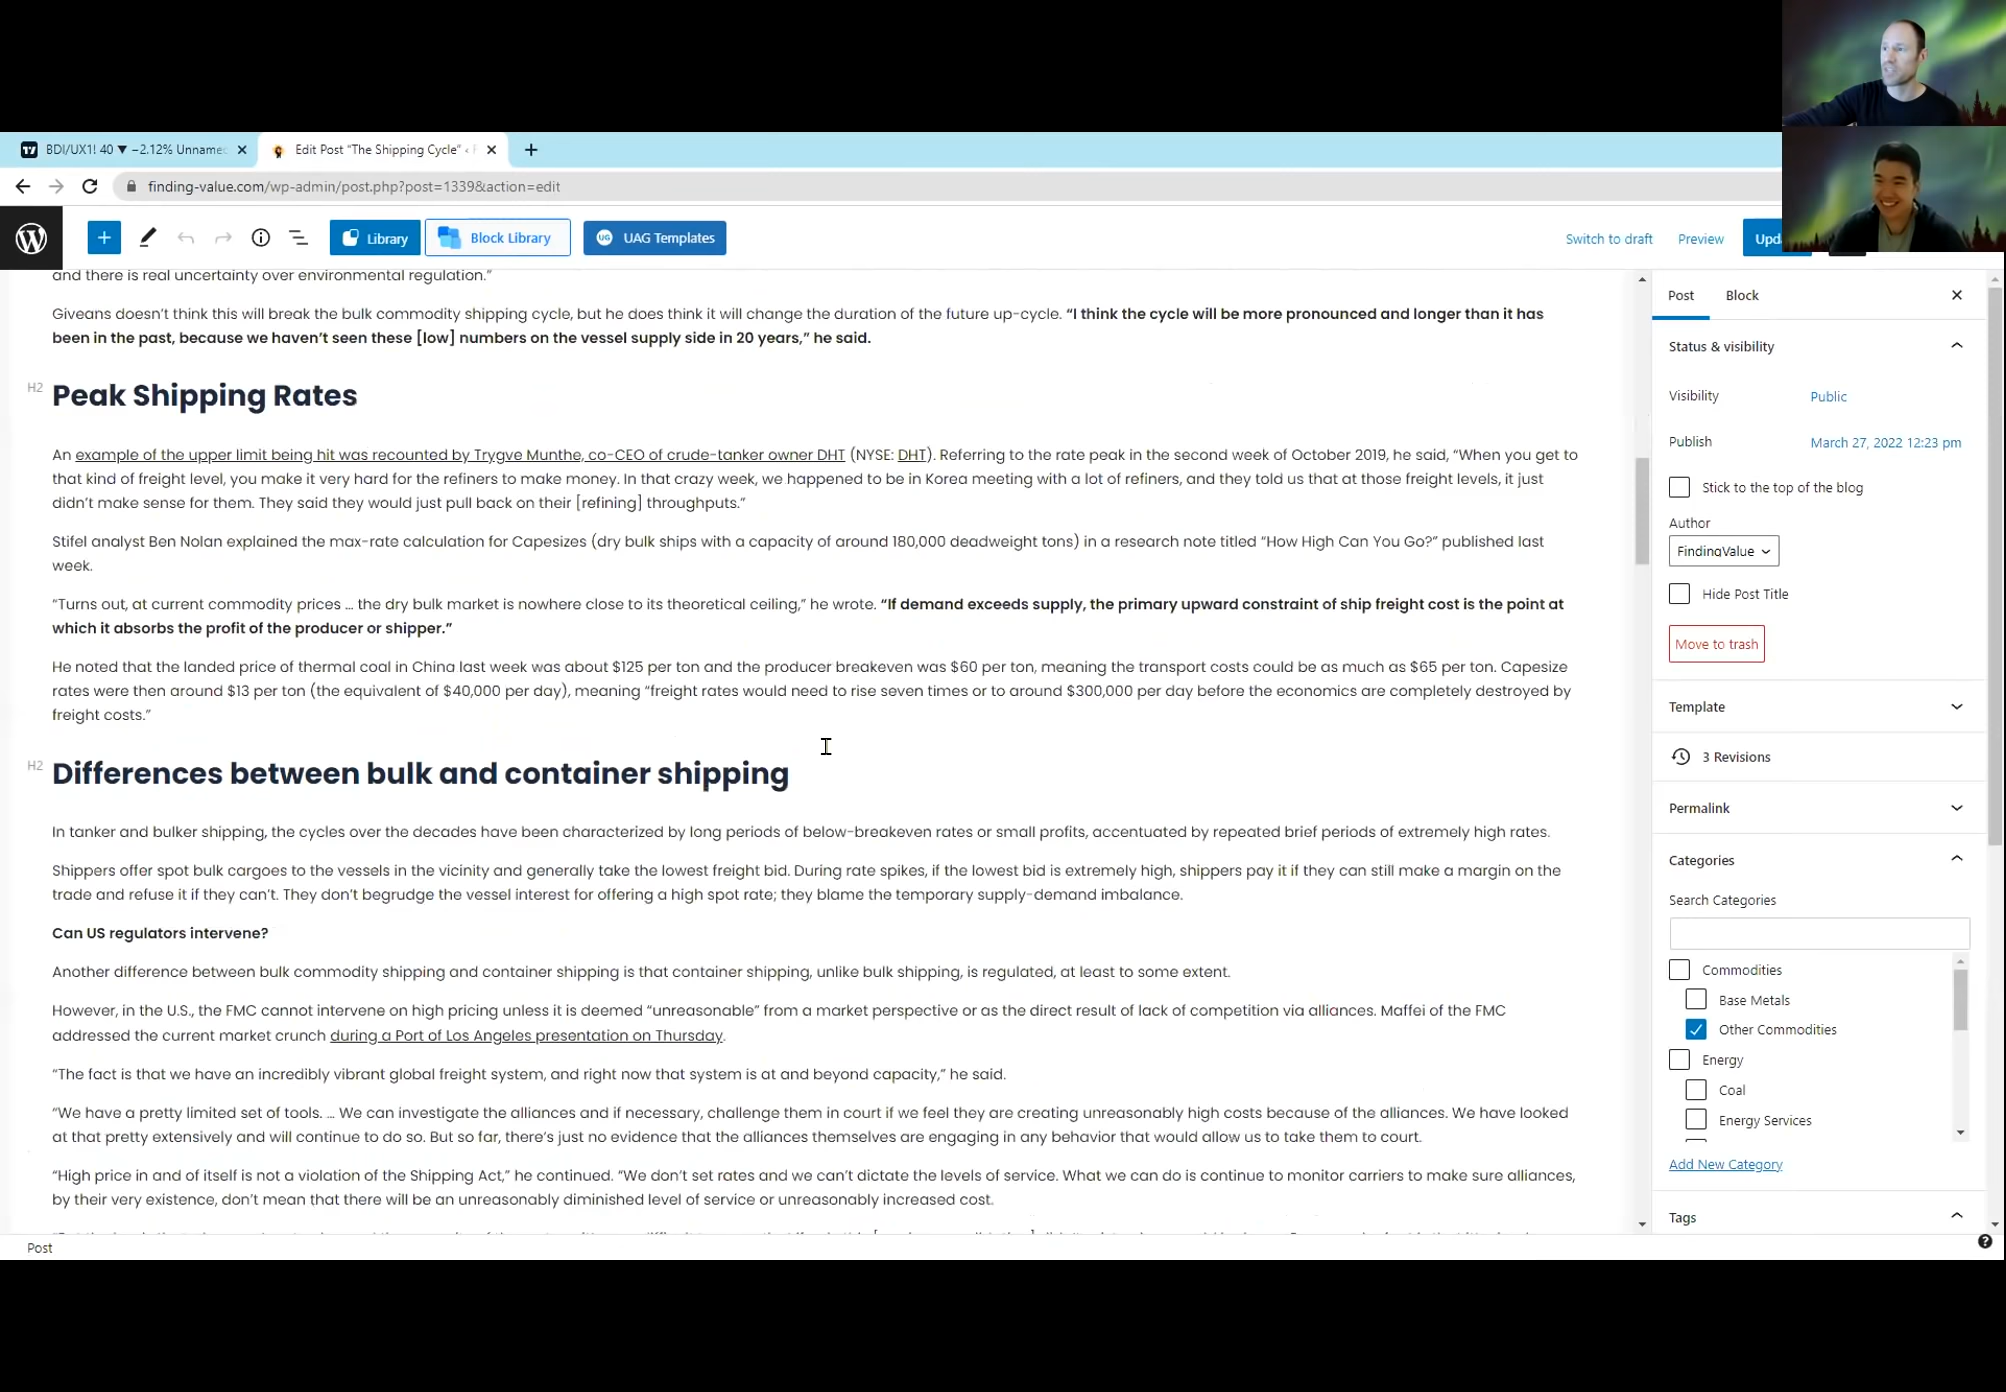 BDI/UX1! 40 ▼ −2.12% Unname
Edit Post “The Shipping Cycle” ‹
finding-value.com/wp-admin/post.php?post=1339&action=edit
Library
Block Library
UG
UAG Templates
Switch to draft
Preview
Upd
and there is real uncertainty over environmental regulation.”
Giveans doesn’t think this will break the bulk commodity shipping cycle, but he does think it will change the duration of the future up-cycle. “I think the cycle will be more pronounced and longer than it has
been in the past, because we haven’t seen these [low] numbers on the vessel supply side in 20 years,” he said.
H2
Peak Shipping Rates
An example of the upper limit being hit was recounted by Trygve Munthe, co-CEO of crude-tanker owner DHT (NYSE: DHT). Referring to the rate peak in the second week of October 2019, he said, “When you get to
that kind of freight level, you make it very hard for the refiners to make money. In that crazy week, we happened to be in Korea meeting with a lot of refiners, and they told us that at those freight levels, it just
didn’t make sense for them. They said they would just pull back on their [refining] throughputs.”
Stifel analyst Ben Nolan explained the max-rate calculation for Capesizes (dry bulk ships with a capacity of around 180,000 deadweight tons) in a research note titled “How High Can You Go?” published last
week.
“Turns out, at current commodity prices … the dry bulk market is nowhere close to its theoretical ceiling,” he wrote. “If demand exceeds supply, the primary upward constraint of ship freight cost is the point at
which it absorbs the profit of the producer or shipper.”
He noted that the landed price of thermal coal in China last week was about $125 per ton and the producer breakeven was $60 per ton, meaning the transport costs could be as much as $65 per ton. Capesize
rates were then around $13 per ton (the equivalent of $40,000 per day), meaning “freight rates would need to rise seven times or to around $300,000 per day before the economics are completely destroyed by
freight costs.”
H2
Differences between bulk and container shipping
In tanker and bulker shipping, the cycles over the decades have been characterized by long periods of below-breakeven rates or small profits, accentuated by repeated brief periods of extremely high rates.
Shippers offer spot bulk cargoes to the vessels in the vicinity and generally take the lowest freight bid. During rate spikes, if the lowest bid is extremely high, shippers pay it if they can still make a margin on the
trade and refuse it if they can’t. They don’t begrudge the vessel interest for offering a high spot rate; they blame the temporary supply-demand imbalance.
Can US regulators intervene?
Another difference between bulk commodity shipping and container shipping is that container shipping, unlike bulk shipping, is regulated, at least to some extent.
However, in the U.S., the FMC cannot intervene on high pricing unless it is deemed “unreasonable” from a market perspective or as the direct result of lack of competition via alliances. Maffei of the FMC
addressed the current market crunch during a Port of Los Angeles presentation on Thursday.
“The fact is that we have an incredibly vibrant global freight system, and right now that system is at and beyond capacity,” he said.
“We have a pretty limited set of tools. … We can investigate the alliances and if necessary, challenge them in court if we feel they are creating unreasonably high costs because of the alliances. We have looked
at that pretty extensively and will continue to do so. But so far, there’s just no evidence that the alliances themselves are engaging in any behavior that would allow us to take them to court.
“High price in and of itself is not a violation of the Shipping Act,” he continued. “We don’t set rates and we can’t dictate the levels of service. What we can do is continue to monitor carriers to make sure alliances,
by their very existence, don’t mean that there will be an unreasonably diminished level of service or unreasonably increased cost.
Post
Post
Block
Status & visibility
Visibility
Public
Publish
March 27, 2022 12:23 pm
Stick to the top of the blog
Author
FindingValue
Hide Post Title
Move to trash
Template
3 Revisions
Permalink
Categories
Search Categories
Commodities
Base Metals
Other Commodities
Energy
Coal
Energy Services
Add New Category
Tags